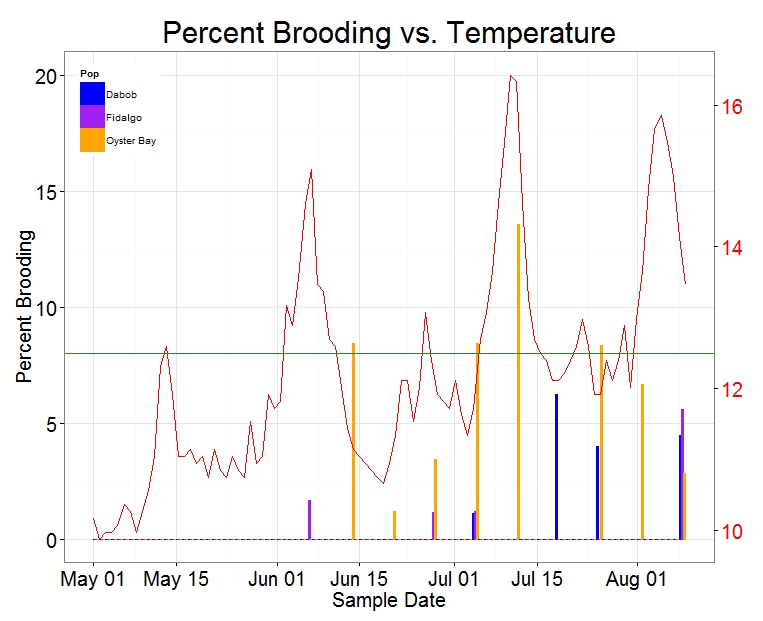 Percent Brooding vs. Temperature
Pop
Dabob
Fidalgo
Oyster Bay
Percent Brooding
20
15
10
5
0
16
14
12
10
May 01 May 15 Jun 01 Jun 15 Jul 01 Jul 15 Aug 01
Sample Date